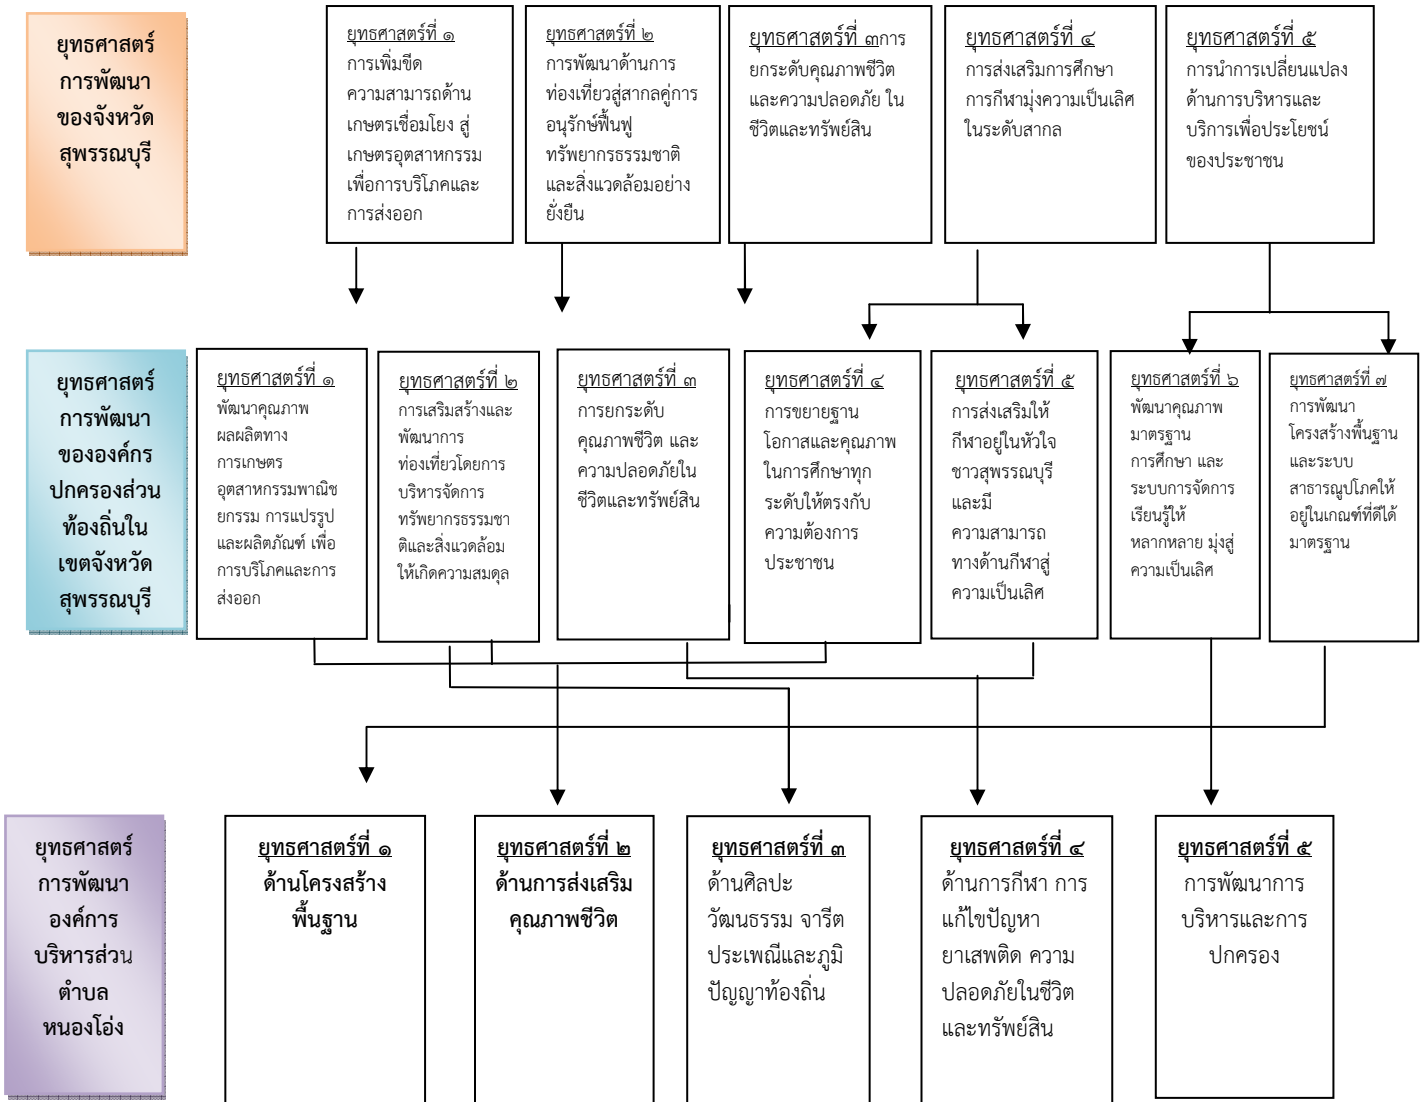 ยุทธศาสตร์
การพัฒนา
ของจังหวัด
สุพรรณบุรี
ยุทธศาสตร์ที่ ๑
การเพิ่มขีด
ความสามารถด้าน
เกษตรเชื่อมโยง สู่
เกษตรอุตสาหกรรม
เพื่อการบริโภคและ
การส่งออก
ยุทธศาสตร์ที่ ๒
การพัฒนาด้านการ
ท่องเที่ยวสู่สากลคู่การ
อนุรักษ์ฟื้นฟู
ทรัพยากรธรรมชาติ
และสิ่งแวดล้อมอย่าง
ยั่งยืน
ยุทธศาสตร์ที่ ๓การ
ยกระดับคุณภาพชีวิต
และความปลอดภัย ใน
ชีวิตและทรัพย์สิน
ยุทธศาสตร์ที่ ๔
การส่งเสริมการศึกษา
การกีฬามุ่งความเป็นเลิศ
ในระดับสากล
ยุทธศาสตร์ที่ ๕
การนำการเปลี่ยนแปลง
ด้านการบริหารและ
บริการเพื่อประโยชน์
ของประชาชน
ยุทธศาสตร์
การพัฒนา
ขององค์กร
ปกครองส่วน
ท้องถิ่นใน
เขตจังหวัด
สุพรรณบุรี
ยุทธศาสตร์ที่ ๑
พัฒนาคุณภาพ
ผลผลิตทาง
การเกษตร
อุตสาหกรรมพาณิช
ยกรรม การแปรรูป
และผลิตภัณฑ์ เพื่อ
การบริโภคและการ
ส่งออก
ยุทธศาสตร์ที่ ๒
การเสริมสร้างและ
พัฒนาการ
ท่องเที่ยวโดยการ
บริหารจัดการ
ทรัพยากรธรรมชา
ติและสิ่งแวดล้อม
ให้เกิดความสมดุล
ยุทธศาสตร์ที่ ๓
การยกระดับ
คุณภาพชีวิต และ
ความปลอดภัยใน
ชีวิตและทรัพย์สิน
ยุทธศาสตร์ที่ ๔
การขยายฐาน
โอกาสและคุณภาพ
ในการศึกษาทุก
ระดับให้ตรงกับ
ความต้องการ
ประชาชน
ยุทธศาสตร์ที่ ๕
การส่งเสริมให้
กีฬาอยู่ในหัวใจ
ชาวสุพรรณบุรี
และมี
ความสามารถ
ทางด้านกีฬาสู่
ความเป็นเลิศ
ยุทธศาสตร์ที่ ๖
พัฒนาคุณภาพ
มาตรฐาน
การศึกษา และ
ระบบการจัดการ
เรียนรู้ให้
หลากหลาย มุ่งสู่
ความเป็นเลิศ
ยุทธศาสตร์ที่ ๗
การพัฒนา
โครงสร้างพื้นฐาน
และระบบ
สาธารณูปโภคให้
อยู่ในเกณฑ์ที่ดีได้
มาตรฐาน
ยุทธศาสตร์
การพัฒนา
องค์การ
บริหารส่วน
ตำบล
หนองโอ่ง
ยุทธศาสตร์ที่ ๑
ด้านโครงสร้าง
พื้นฐาน
ยุทธศาสตร์ที่ ๒
ด้านการส่งเสริม
คุณภาพชีวิต
ยุทธศาสตร์ที่ ๓
ด้านศิลปะ
วัฒนธรรม จารีต
ประเพณีและภูมิ
ปัญญาท้องถิ่น
ยุทธศาสตร์ที่ ๔
ด้านการกีฬา การ
แก้ไขปัญหา
ยาเสพติด ความ
ปลอดภัยในชีวิต
และทรัพย์สิน
ยุทธศาสตร์ที่ ๕
การพัฒนาการ
บริหารและการ
ปกครอง